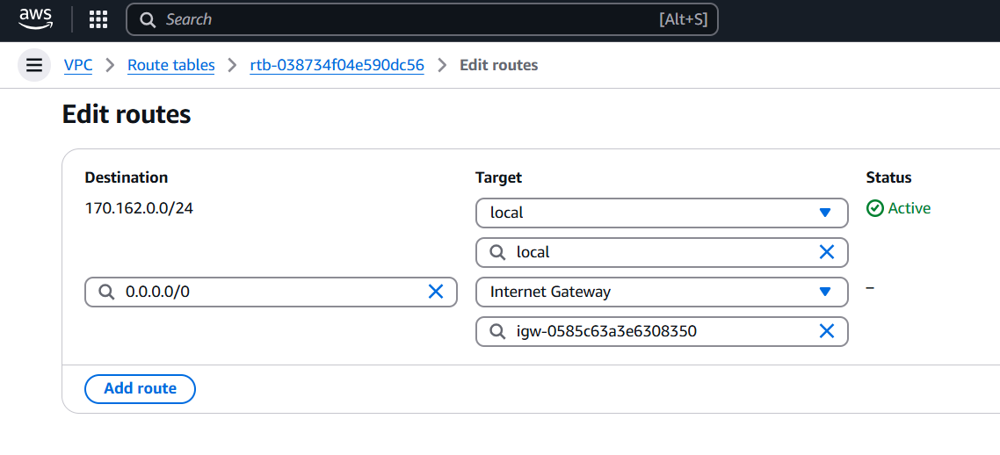 aws
Search [Alt+S]
VPC > Route tables > rtb-038734f04e590dc56 > Edit routes
Edit routes
Destination Target Status
170.162.0.0/24 local Active
local
0.0.0.0/0 Internet Gateway –
igw-0585c63a3e6308350
Add route